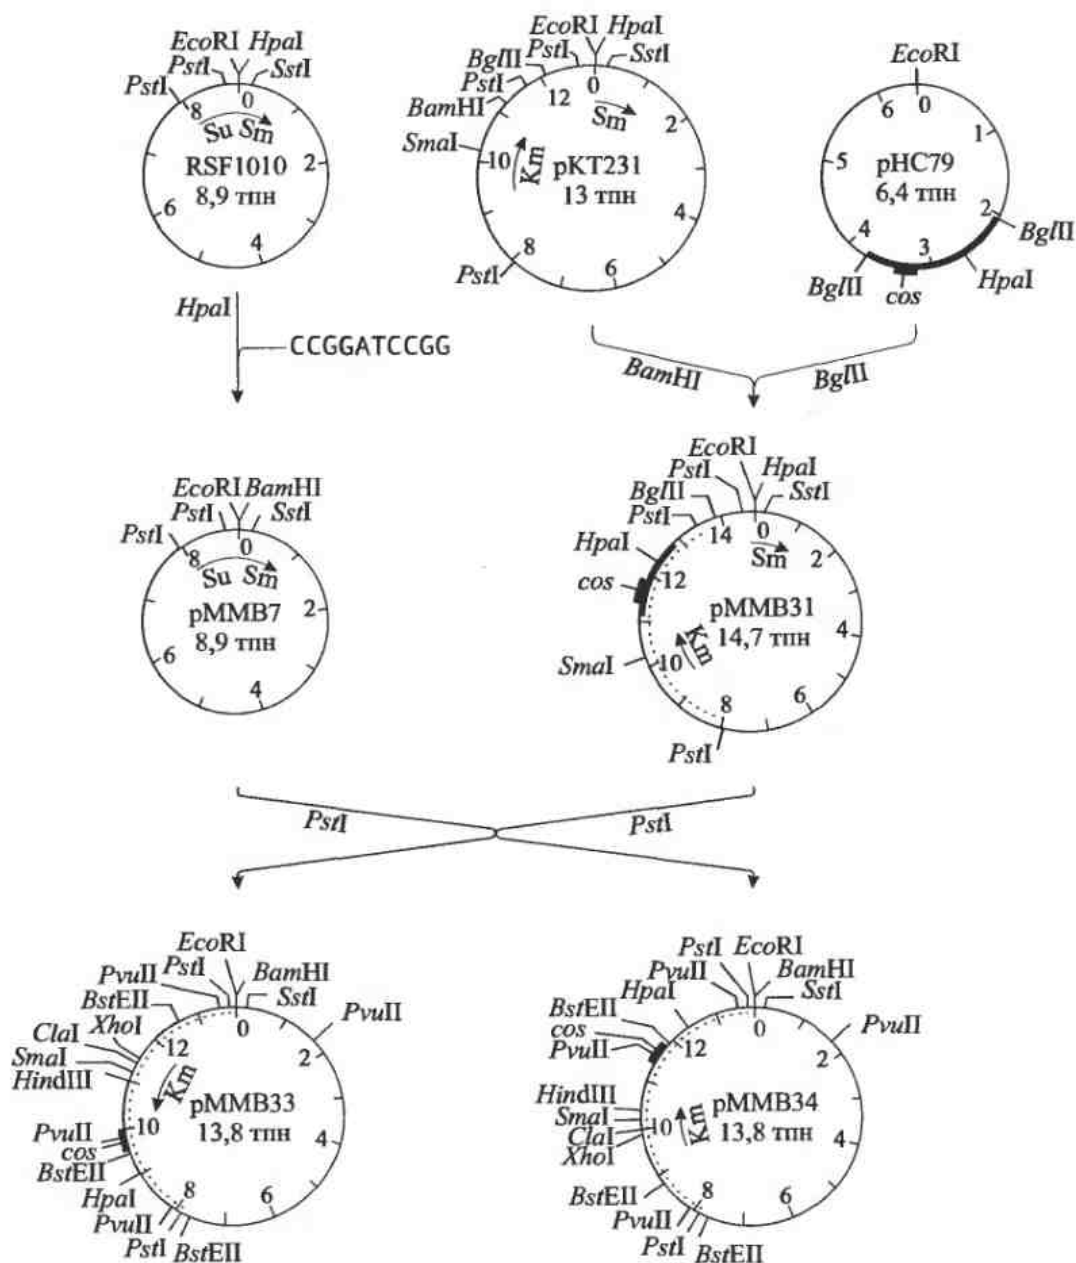 EcoRI HpaI
PstI SstI
PstI
8 0
Su Sm
2
RSF1010
8,9 тпн
6
4
EcoRI HpaI
PstI SstI
BglII
PstI
BamHI
SmaI
12 0
Sm
2
10
Km
pKT231
13 тпн
4
8
6
PstI
EcoRI
6 0
1
5
pHC79
6,4 тпн
2
4
3
BglII
HpaI
BglII
cos
HpaI
CCGGATCCGG
BamHI
BglII
EcoRI BamHI
PstI SstI
PstI
8 0
Su Sm
pMMB7
8,9 тпн
2
6
4
EcoRI
PstI HpaI
BglII SstI
PstI
HpaI
cos
14 0
Sm
2
12
pMMB31
14,7 тпн
4
Km
10
SmaI
8
6
PstI
PstI
PstI
EcoRI
PstI BamHI
PvuII SstI
BstEII
PvuII
XhoI
ClaI
SmaI
HindIII
0
12
2
Km
pMMB33
13,8 тпн
10
4
PvuII
cos
BstEII
HpaI
8
6
PvuII
PstI BstEII
PstI EcoRI
PvuII BamHI
HpaI SstI
BstEII
cos
PvuII
PvuII
0
12
2
HindIII
SmaI
ClaI
XhoI
pMMB34
13,8 тпн
10
Km
4
BstEII
8
6
PvuII
PstI BstEII